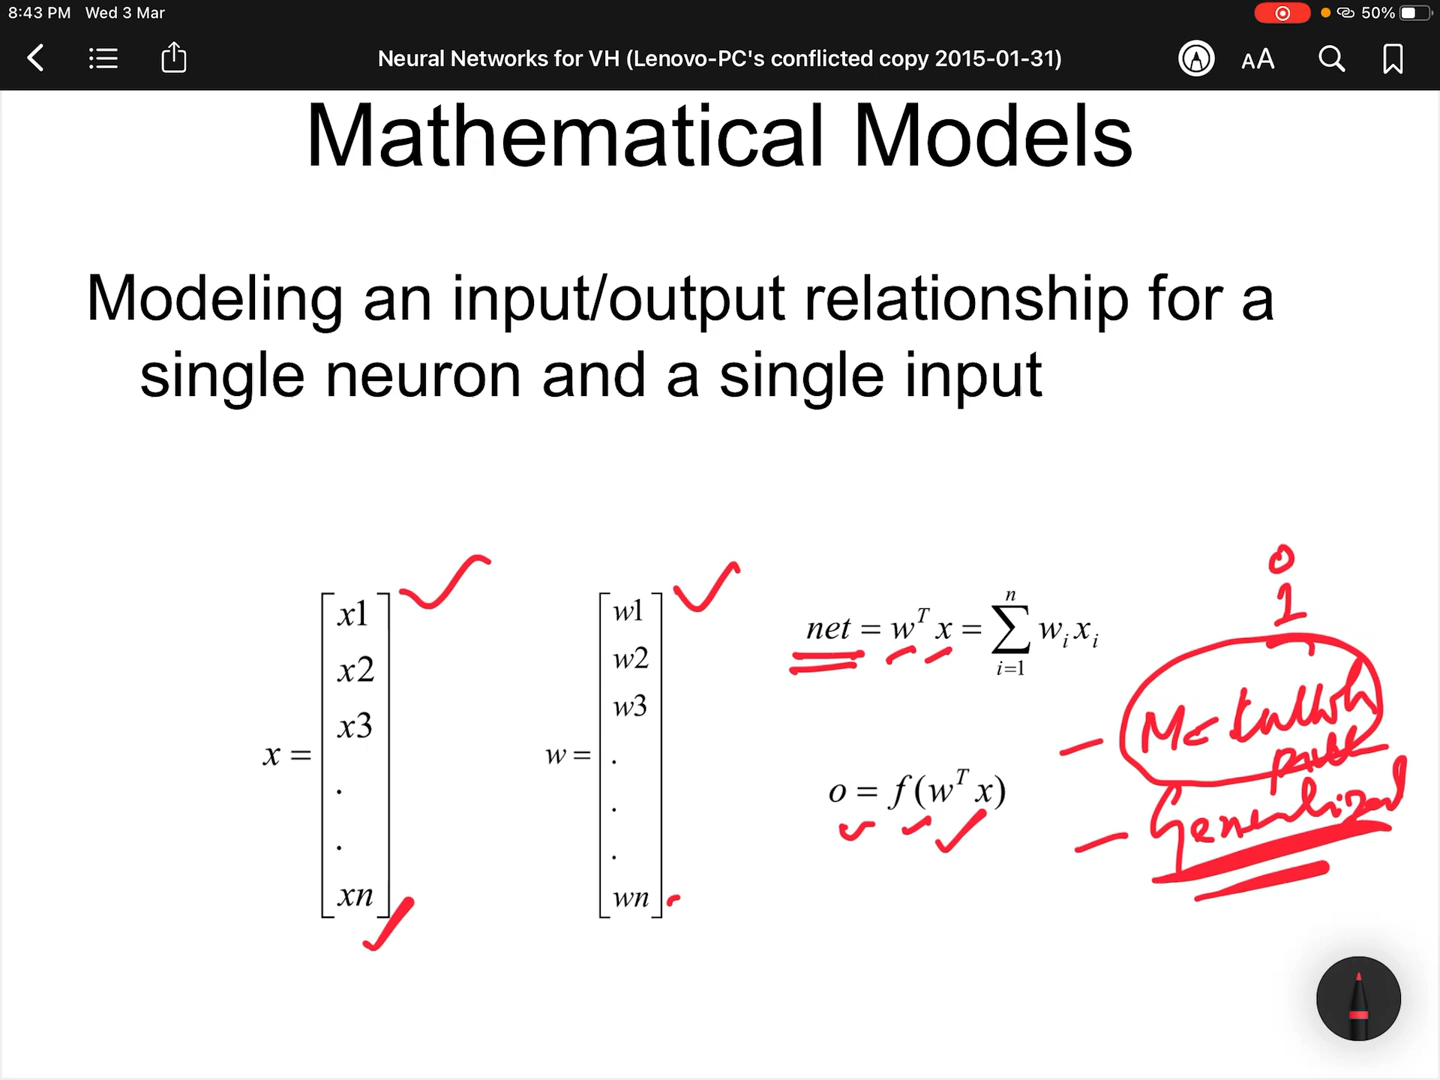 8:43 PM Wed 3 Mar
50%
Neural Networks for VH (Lenovo-PC's conflicted copy 2015-01-31)
AA
Mathematical Models
Modeling an input/output relationship for a
single neuron and a single input
x = [x1 x2 x3 . . xn]
w = [w1 w2 w3 . . . wn]
net = w^T x = ∑_{i=1}^{n} w_i x_i
o = f(w^T x)
0
1
Generalized